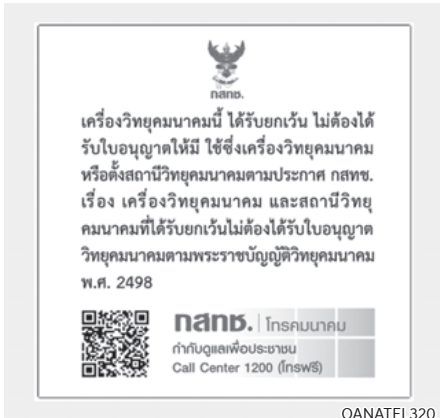 กสทช.
เครื่องวิทยุคมนาคมนี้ ได้รับยกเว้น ไม่ต้องได้
รับใบอนุญาตให้มี ใช้ซึ่งเครื่องวิทยุคมนาคม
หรือตั้งสถานีวิทยุคมนาคมตามประกาศ กสทช.
เรื่อง เครื่องวิทยุคมนาคม และสถานีวิทยุ
คมนาคมที่ได้รับยกเว้นไม่ต้องได้รับใบอนุญาต
วิทยุคมนาคมตามพระราชบัญญัติวิทยุคมนาคม
พ.ศ. 2498
กสทช. โทรคมนาคม
กำกับดูแลเพื่อประชาชน
Call Center 1200 (โทรฟรี)
OANATEL320